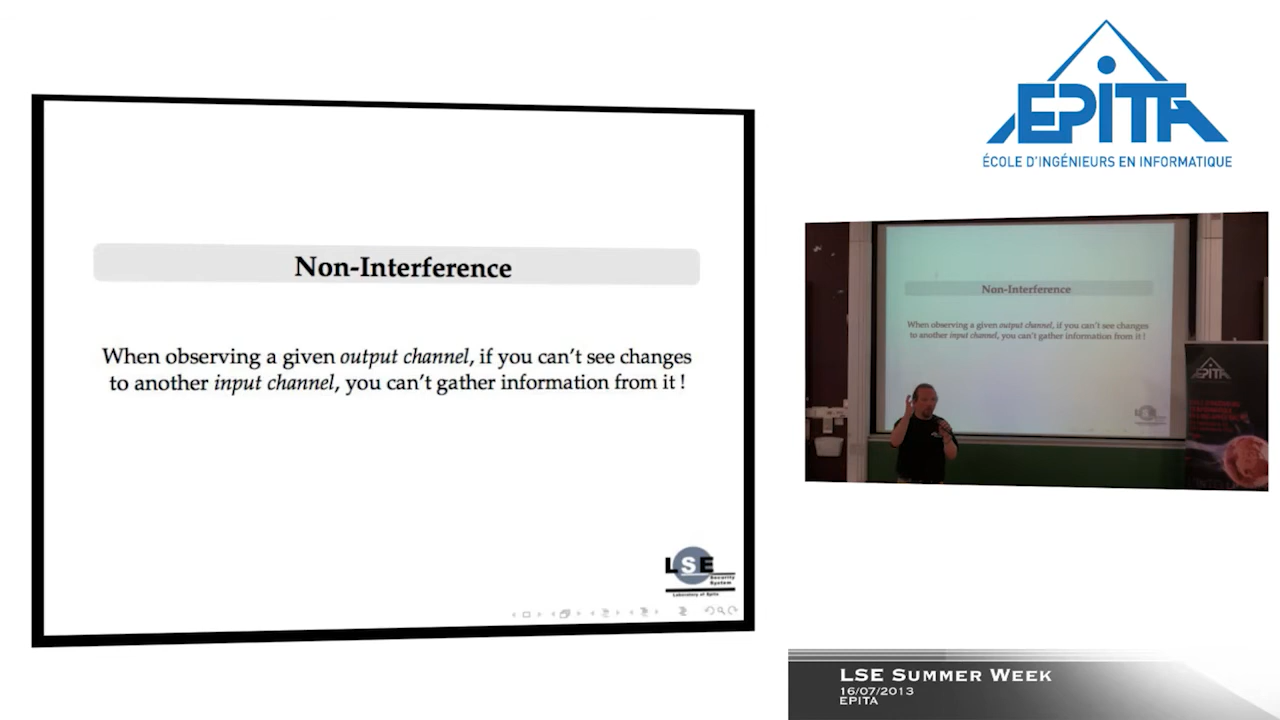 EPITA
ÉCOLE D'INGÉNIEURS EN INFORMATIQUE
Non-Interference
When observing a given output channel, if you can't see changes
to another input channel, you can't gather information from it !
LSE
Security
System
Laboratory of Epita
Non-Interference
When observing a given output channel, if you can't see changes
to another input channel, you can't gather information from it !
LSE
EPITA
LSE SUMMER WEEK
16/07/2013
EPITA